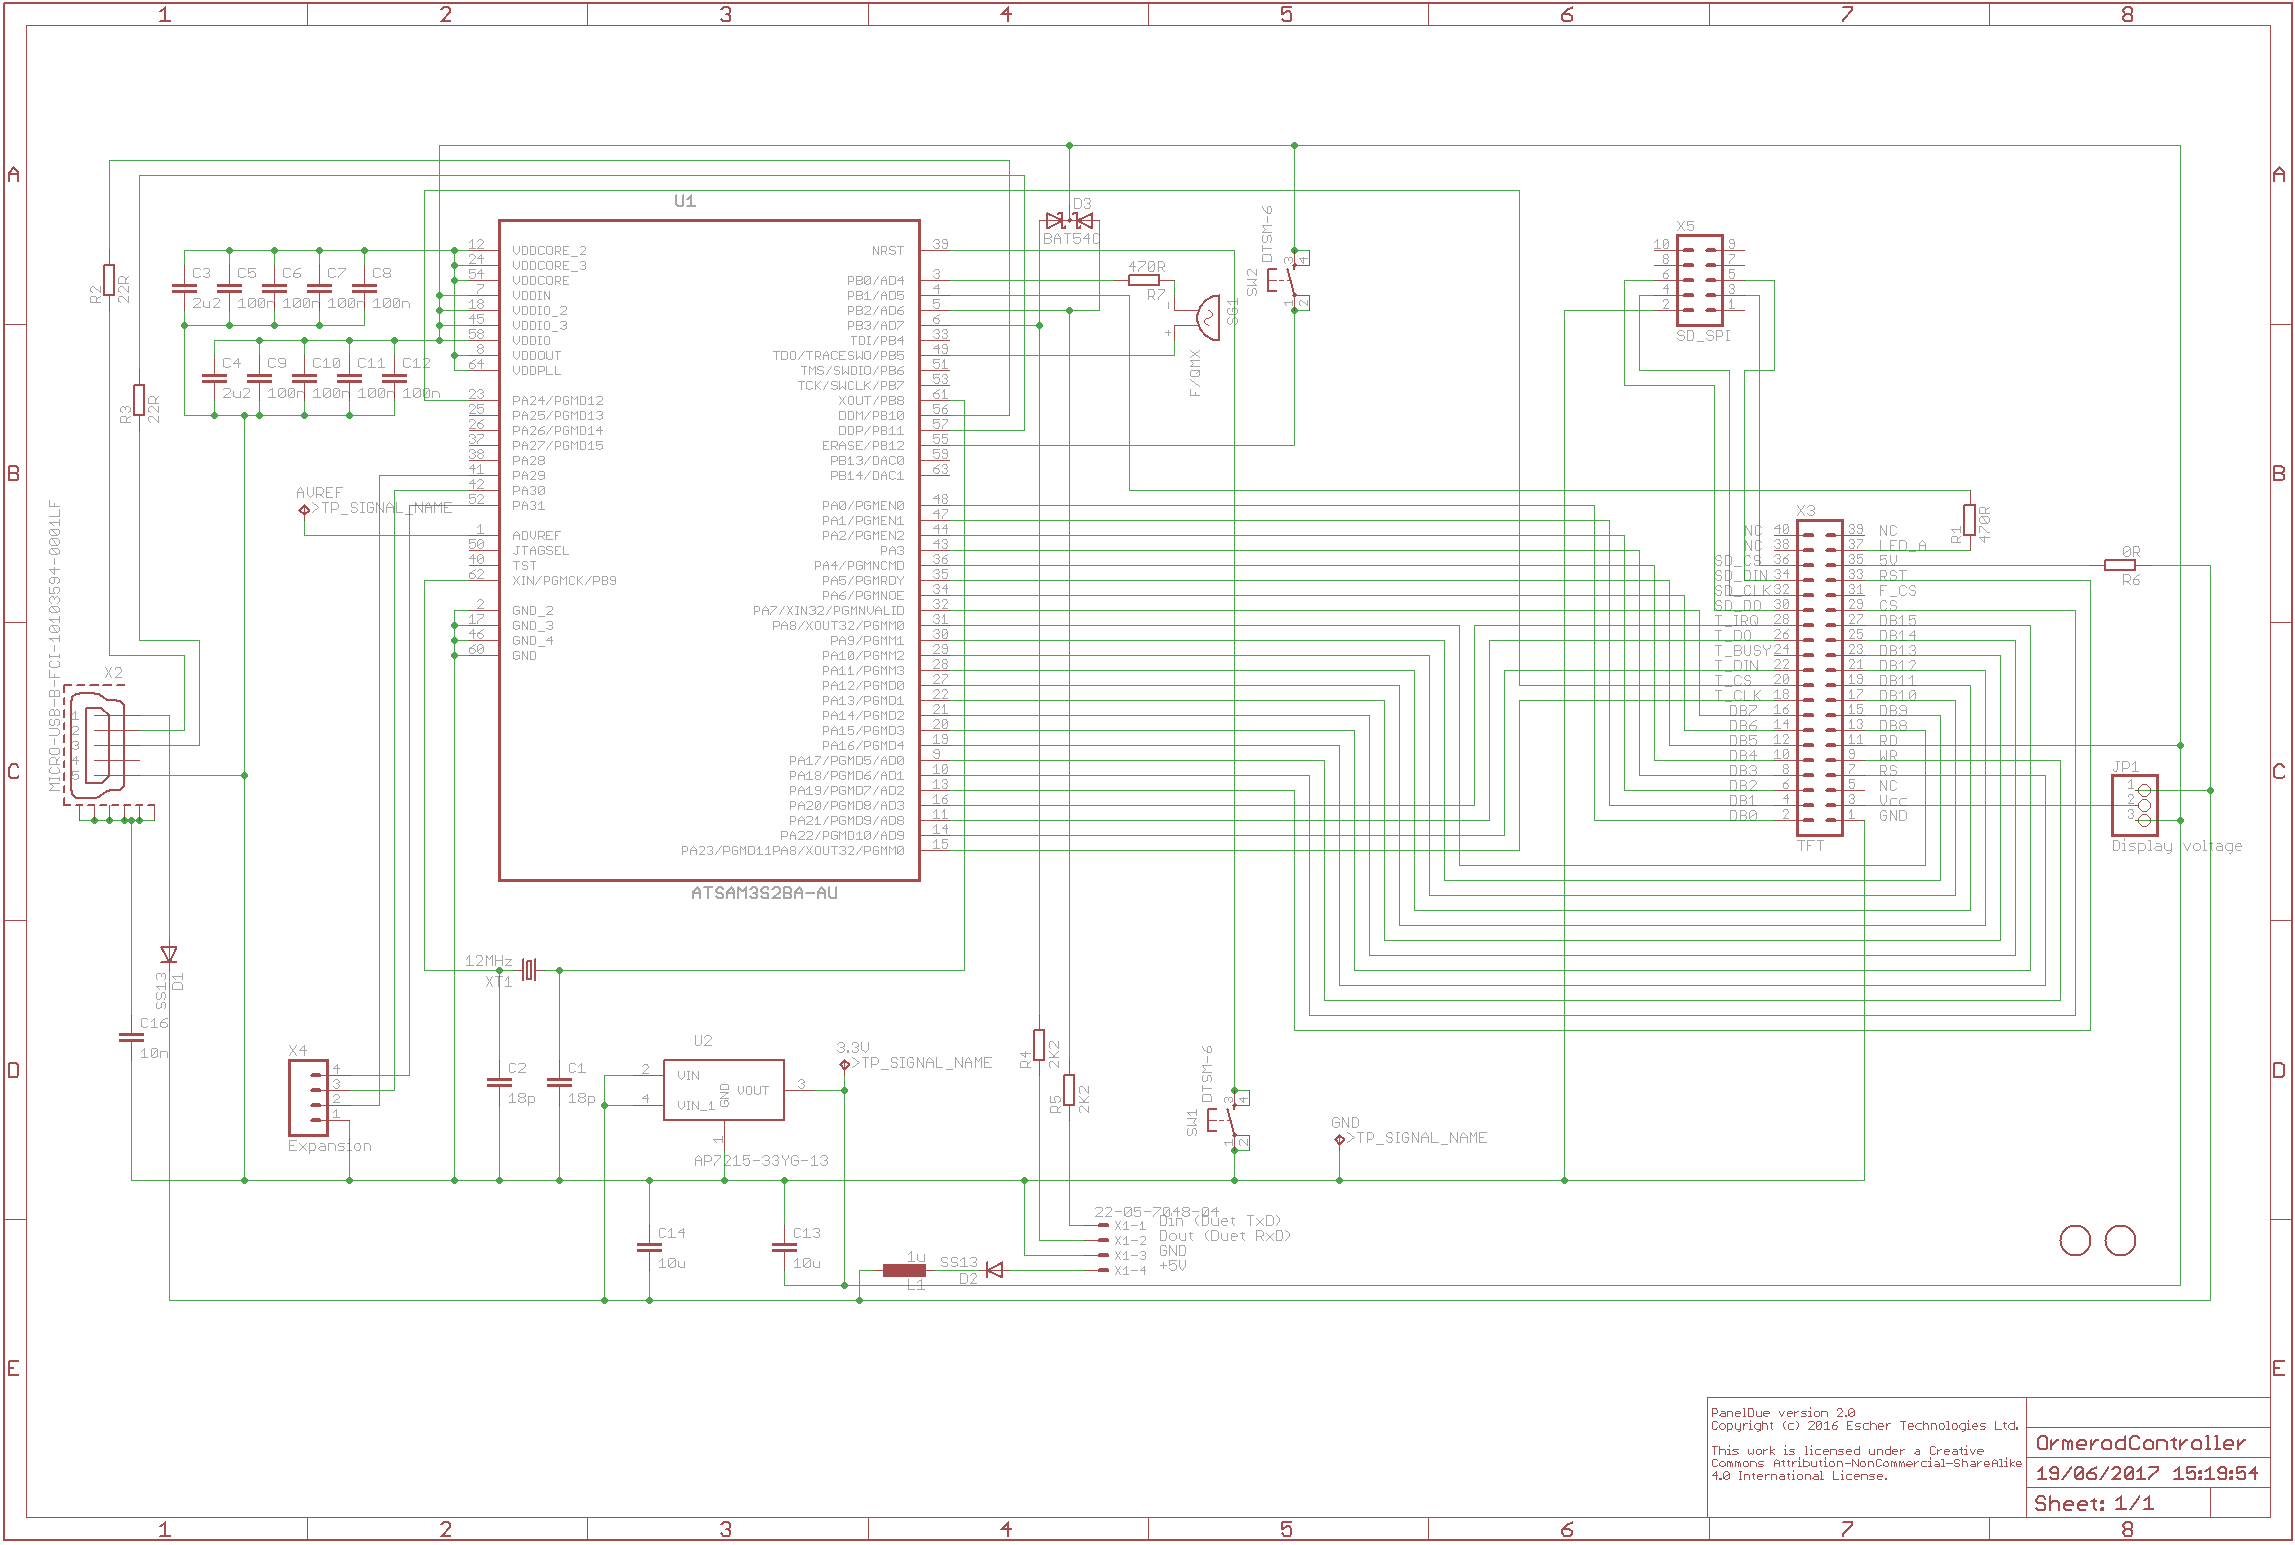 1 2 3 4 5 6 7 8
A A
B B
C C
D D
E E
U1
12 VDDCORE_2
24 VDDCORE_3
54 VDDCORE
7 VDDIN
18 VDDIO_2
45 VDDIO_3
58 VDDIO
8 VDDOUT
64 VDDPLL
23 PA24/PGMD12
25 PA25/PGMD13
26 PA26/PGMD14
37 PA27/PGMD15
38 PA28
41 PA29
42 PA30
52 PA31
1 ADVREF
50 JTAGSEL
40 TST
62 XIN/PGMCK/PB9
2 GND_2
17 GND_3
46 GND_4
60 GND
NRST 39
PB0/AD4 3
PB1/AD5 4
PB2/AD6 5
PB3/AD7 6
TDI/PB4 33
TDO/TRACESWO/PB5 49
TMS/SWDIO/PB6 51
TCK/SWCLK/PB7 53
XOUT/PB8 61
DDM/PB10 56
DDP/PB11 57
ERASE/PB12 55
PB13/DAC0 59
PB14/DAC1 63
PA0/PGMEN0 48
PA1/PGMEN1 47
PA2/PGMEN2 44
PA3 43
PA4/PGMNCMD 36
PA5/PGMRDY 35
PA6/PGMNOE 34
PA7/XIN32/PGMNVALID 32
PA8/XOUT32/PGMM0 31
PA9/PGMM1 30
PA10/PGMM2 29
PA11/PGMM3 28
PA12/PGMD0 27
PA13/PGMD1 22
PA14/PGMD2 21
PA15/PGMD3 20
PA16/PGMD4 19
PA17/PGMD5/AD0 9
PA18/PGMD6/AD1 10
PA19/PGMD7/AD2 13
PA20/PGMD8/AD3 16
PA21/PGMD9/AD8 11
PA22/PGMD10/AD9 14
PA23/PGMD11PA8/XOUT32/PGMM0 15
ATSAM3S2BA-AU
R2 22R
R3 22R
C3 C5 C6 C7 C8
2u2 100n 100n 100n 100n
C4 C9 C10 C11 C12
2u2 100n 100n 100n 100n
AVREF
>TP_SIGNAL_NAME
MICRO-USB-B-FCI-10103594-0001LF
X2
1
2
3
4
5
SS13 D1
C16
10n
X4
4
3
2
1
Expansion
12MHz
XT1
C2
18p
C1
18p
U2
2 VIN
4 VIN_1
GND 1
VOUT 3
AP7215-33YG-13
3.3V
>TP_SIGNAL_NAME
C14
10u
C13
10u
1u
L1
SS13
D2
R4 2K2
R5 2K2
22-05-7048-04
X1-1 Din (Duet TxD)
X1-2 Dout (Duet RxD)
X1-3 GND
X1-4 +5V
DTSM-6
SW1
3 4
1 2
GND
>TP_SIGNAL_NAME
D3
BAT54C
470R
R7
-
+
SG1
F/QMX
DTSM-6
SW2
3 4
1 2
X5
10 9
8 7
6 5
4 3
2 1
SD_SPI
X3
NC 40 39 NC
NC 38 37 LED_A
SD_CS 36 35 5V
SD_DIN 34 33 RST
SD_CLK 32 31 F_CS
SD_DO 30 29 CS
T_IRQ 28 27 DB15
T_DO 26 25 DB14
T_BUSY 24 23 DB13
T_DIN 22 21 DB12
T_CS 20 19 DB11
T_CLK 18 17 DB10
DB7 16 15 DB9
DB6 14 13 DB8
DB5 12 11 RD
DB4 10 9 WR
DB3 8 7 RS
DB2 6 5 NC
DB1 4 3 Vcc
DB0 2 1 GND
TFT
R1 470R
0R
R6
JP1
1
2
3
Display voltage
PanelDue version 2.0
Copyright (c) 2016 Escher Technologies Ltd.
This work is licensed under a Creative
Commons Attribution-NonCommercial-ShareAlike
4.0 International License.
OrmerodController
19/06/2017 15:19:54
Sheet: 1/1
1 2 3 4 5 6 7 8